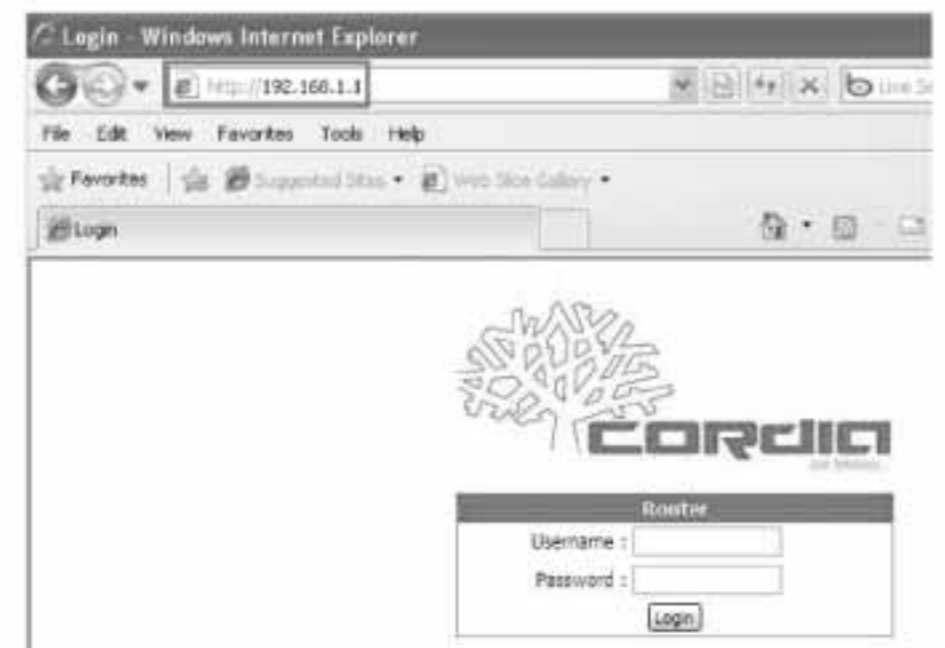 Login - Windows Internet Explorer
http://192.168.1.1
File Edit View Favorites Tools Help
Favorites Suggested Sites Web Slice Gallery
Login
CORDIA
Router
Username :
Password :
Login